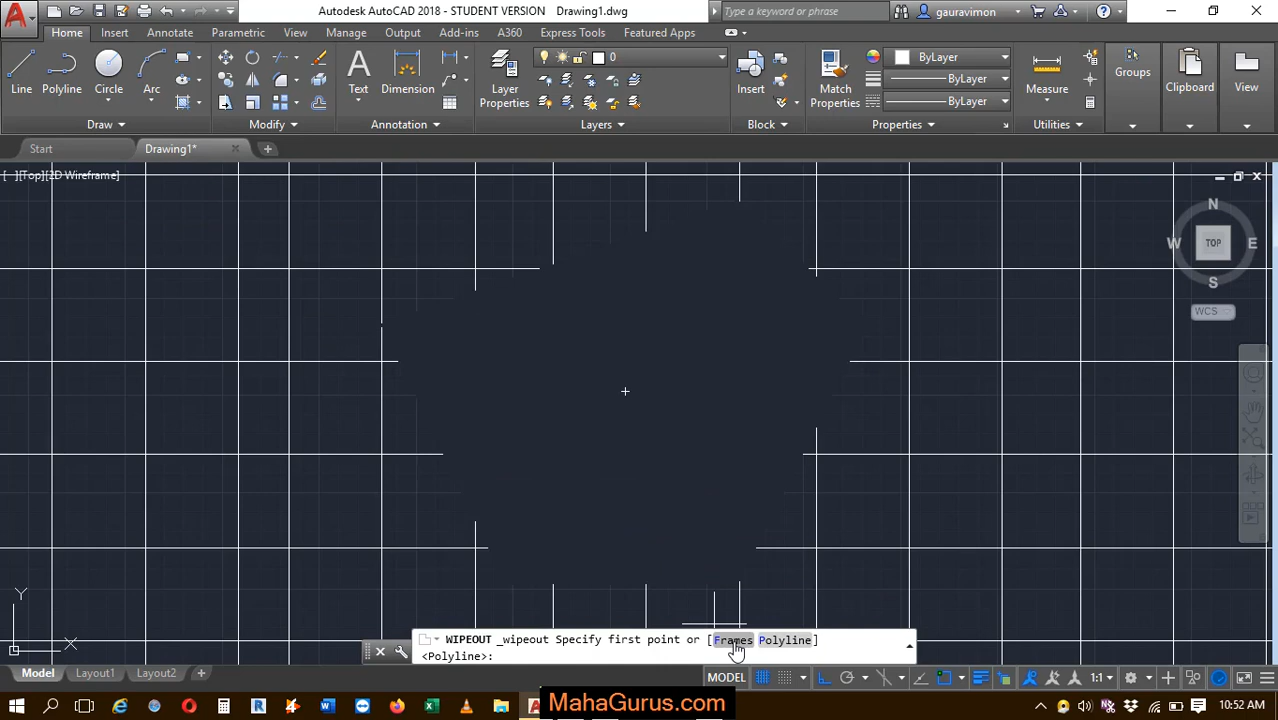 Autodesk AutoCAD 2018 - STUDENT VERSION Drawing1.dwg
Type a keyword or phrase
gauravimon
Home Insert Annotate Parametric View Manage Output Add-ins A360 Express Tools Featured Apps
Line Polyline Circle Arc
Text Dimension
Layer Properties
0
Insert
Match Properties
ByLayer
ByLayer
ByLayer
Measure
Groups
Clipboard
View
Draw Modify Annotation Layers Block Properties Utilities
Start Drawing1*
[ ][Top][2D Wireframe]
N
W TOP E
S
WCS
Y
X
WIPEOUT _wipeout Specify first point or [Frames Polyline]
<Polyline>:
Model Layout1 Layout2
MODEL
1:1
MahaGurus.com
10:52 AM